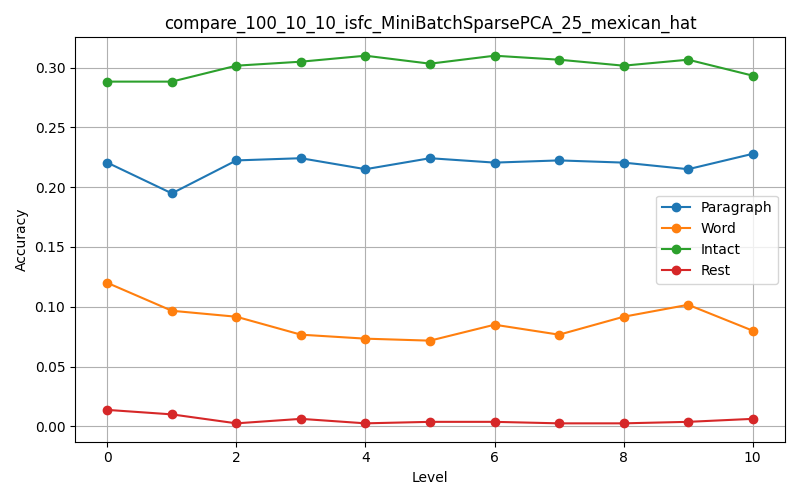 compare_100_10_10_isfc_MiniBatchSparsePCA_25_mexican_hat
0.30
0.25
0.20
0.15
0.10
0.05
0.00
Accuracy
Paragraph
Word
Intact
Rest
0 2 4 6 8 10
Level